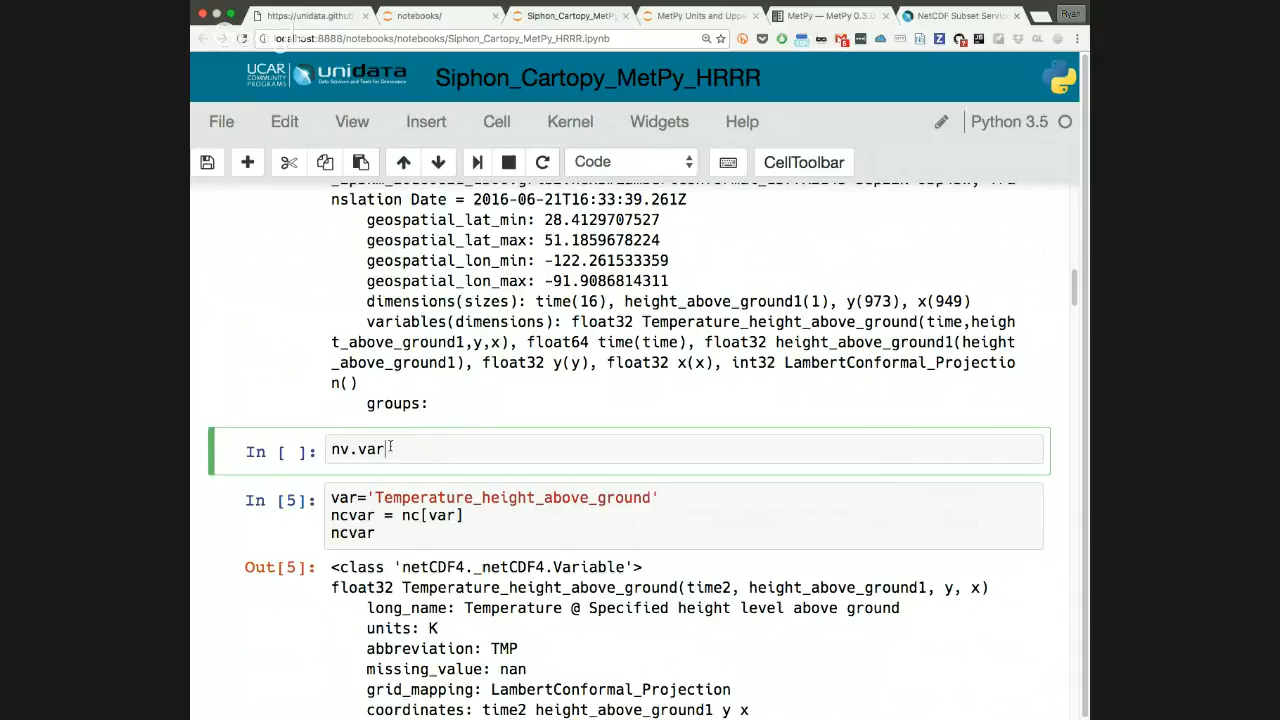 https://unidata.github.
notebooks/
Siphon_Cartopy_MetPy_
MetPy Units and Uppe
MetPy — MetPy 0.3.0
NetCDF Subset Servic
Ryan
localhost:8888/notebooks/notebooks/Siphon_Cartopy_MetPy_HRRR.ipynb
UCAR
COMMUNITY
PROGRAMS
unidata
Data Services and Tools for Geoscience
Siphon_Cartopy_MetPy_HRRR
File Edit View Insert Cell Kernel Widgets Help
Python 3.5
Code
CellToolbar
nslation Date = 2016-06-21T16:33:39.261Z
geospatial_lat_min: 28.4129707527
geospatial_lat_max: 51.1859678224
geospatial_lon_min: -122.261533359
geospatial_lon_max: -91.9086814311
dimensions(sizes): time(16), height_above_ground1(1), y(973), x(949)
variables(dimensions): float32 Temperature_height_above_ground(time,heigh
t_above_ground1,y,x), float64 time(time), float32 height_above_ground1(height
_above_ground1), float32 y(y), float32 x(x), int32 LambertConformal_Projectio
n()
groups:
In [ ]: nv.var
In [5]: var='Temperature_height_above_ground'
ncvar = nc[var]
ncvar
Out[5]: <class 'netCDF4._netCDF4.Variable'>
float32 Temperature_height_above_ground(time2, height_above_ground1, y, x)
long_name: Temperature @ Specified height level above ground
units: K
abbreviation: TMP
missing_value: nan
grid_mapping: LambertConformal_Projection
coordinates: time2 height_above_ground1 y x